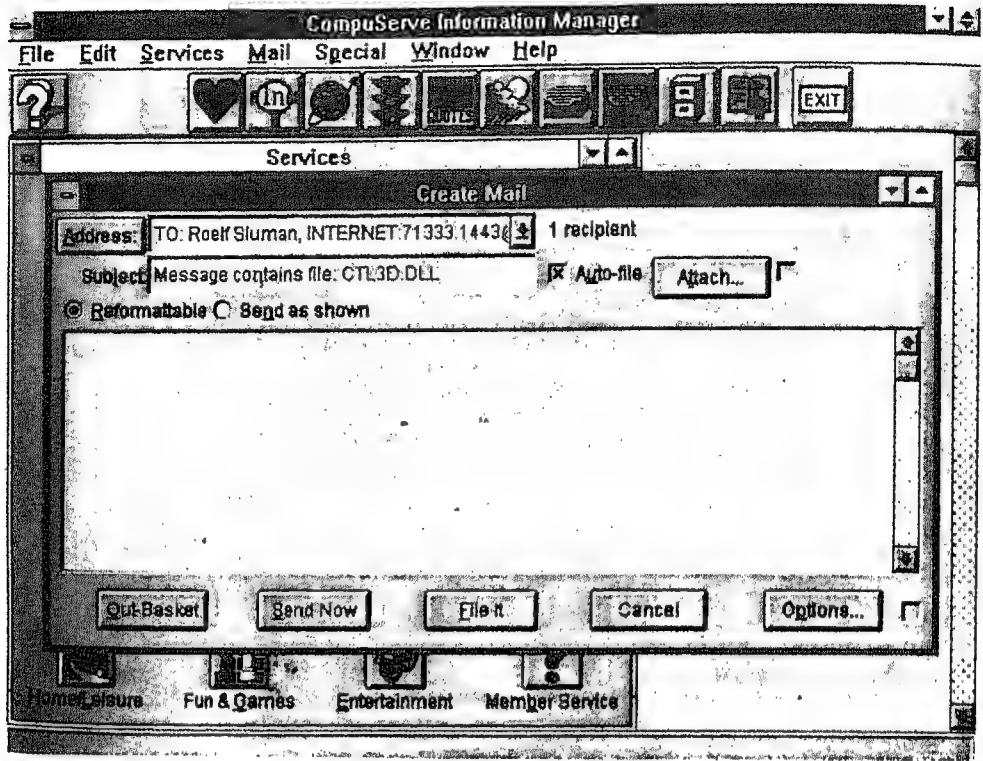 CompuServe Information Manager
File Edit Services Mail Special Window Help
? In QUOTES EXIT
Services
Create Mail
Address: TO: Roelf Sluman, INTERNET:71333.1443@ 1 recipient
Subject: Message contains file: CTL3D.DLL Auto-file Attach...
Reformattable Send as shown
Out-Basket Send Now File It Cancel Options...
Home/Leisure Fun & Games Entertainment Member Service